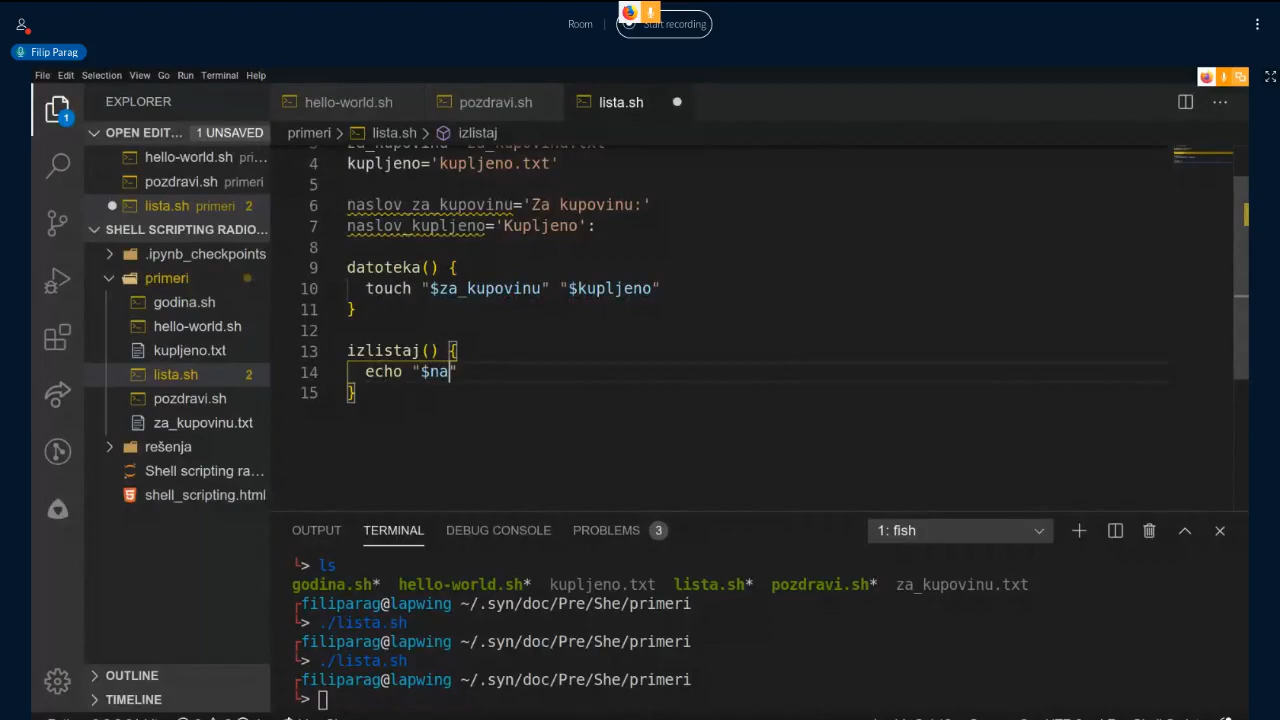 Room
Start recording
Filip Parag
File Edit Selection View Go Run Terminal Help
EXPLORER
hello-world.sh
pozdravi.sh
lista.sh
OPEN EDIT... 1 UNSAVED
primeri
lista.sh
izlistaj
hello-world.sh pri...
pozdravi.sh primeri
lista.sh primeri 2
SHELL SCRIPTING RADIO...
.ipynb_checkpoints
primeri
godina.sh
hello-world.sh
kupljeno.txt
lista.sh 2
pozdravi.sh
za_kupovinu.txt
rešenja
Shell scripting ra...
shell_scripting.html
OUTLINE
TIMELINE
1
4 kupljeno='kupljeno.txt'
5
6 naslov_za_kupovinu='Za kupovinu:'
7 naslov_kupljeno='Kupljeno':
8
9 datoteka() {
10 touch "$za_kupovinu" "$kupljeno"
11 }
12
13 izlistaj() {
14 echo "$na"
15 }
OUTPUT TERMINAL DEBUG CONSOLE PROBLEMS 3
1: fish
> ls
godina.sh* hello-world.sh* kupljeno.txt lista.sh* pozdravi.sh* za_kupovinu.txt
filiparag@lapwing ~/.syn/doc/Pre/She/primeri
> ./lista.sh
filiparag@lapwing ~/.syn/doc/Pre/She/primeri
> ./lista.sh
filiparag@lapwing ~/.syn/doc/Pre/She/primeri
>